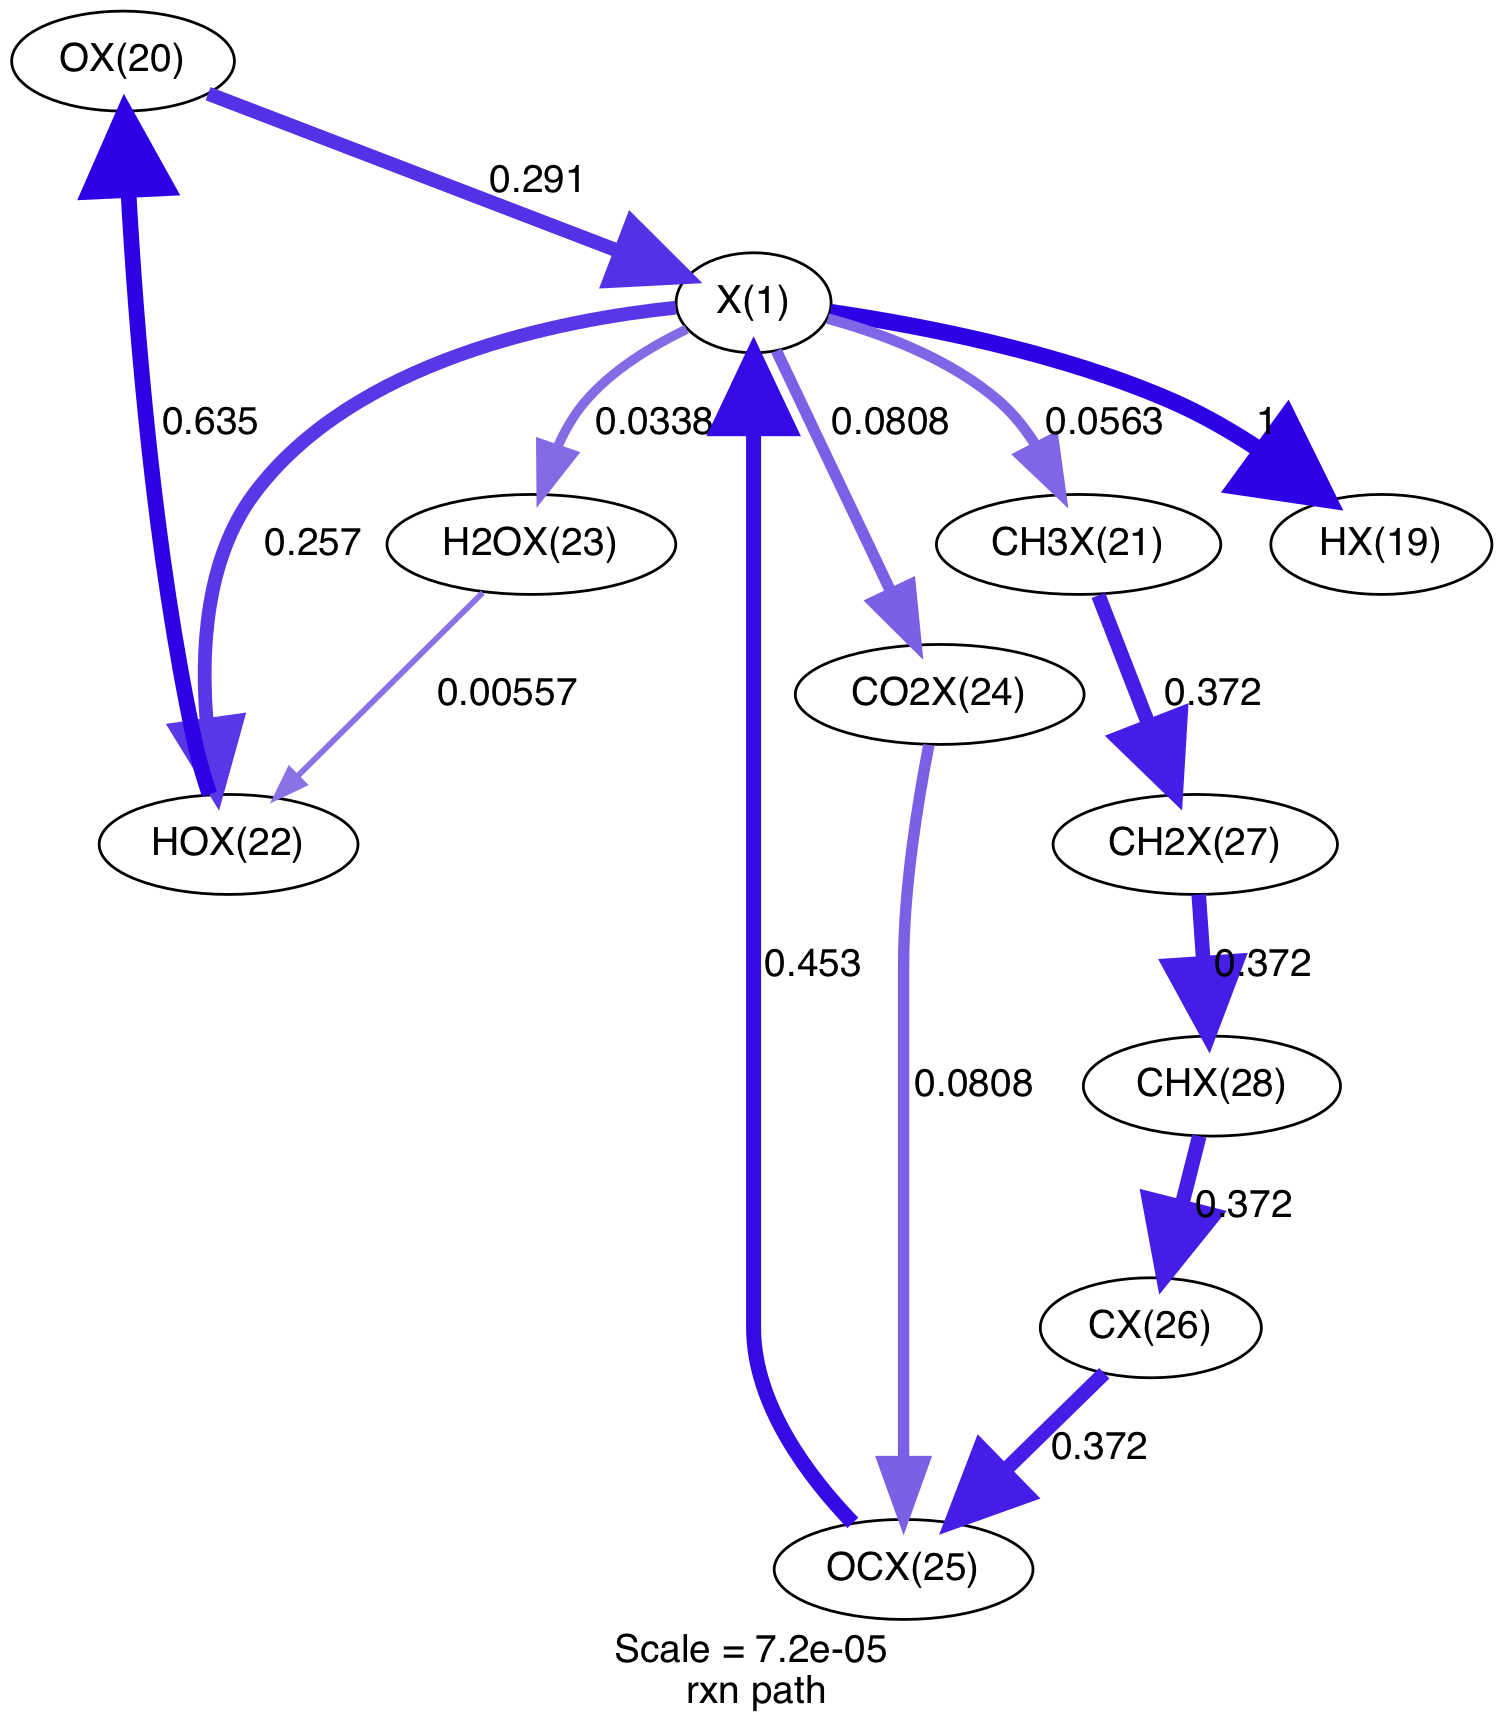 OX(20)
0.291
X(1)
0.635
0.0338
0.0808
0.0563
1
0.257
H2OX(23)
CH3X(21)
HX(19)
0.00557
CO2X(24)
0.372
HOX(22)
CH2X(27)
0.453
0.372
0.0808
CHX(28)
0.372
CX(26)
0.372
OCX(25)
Scale = 7.2e-05
rxn path